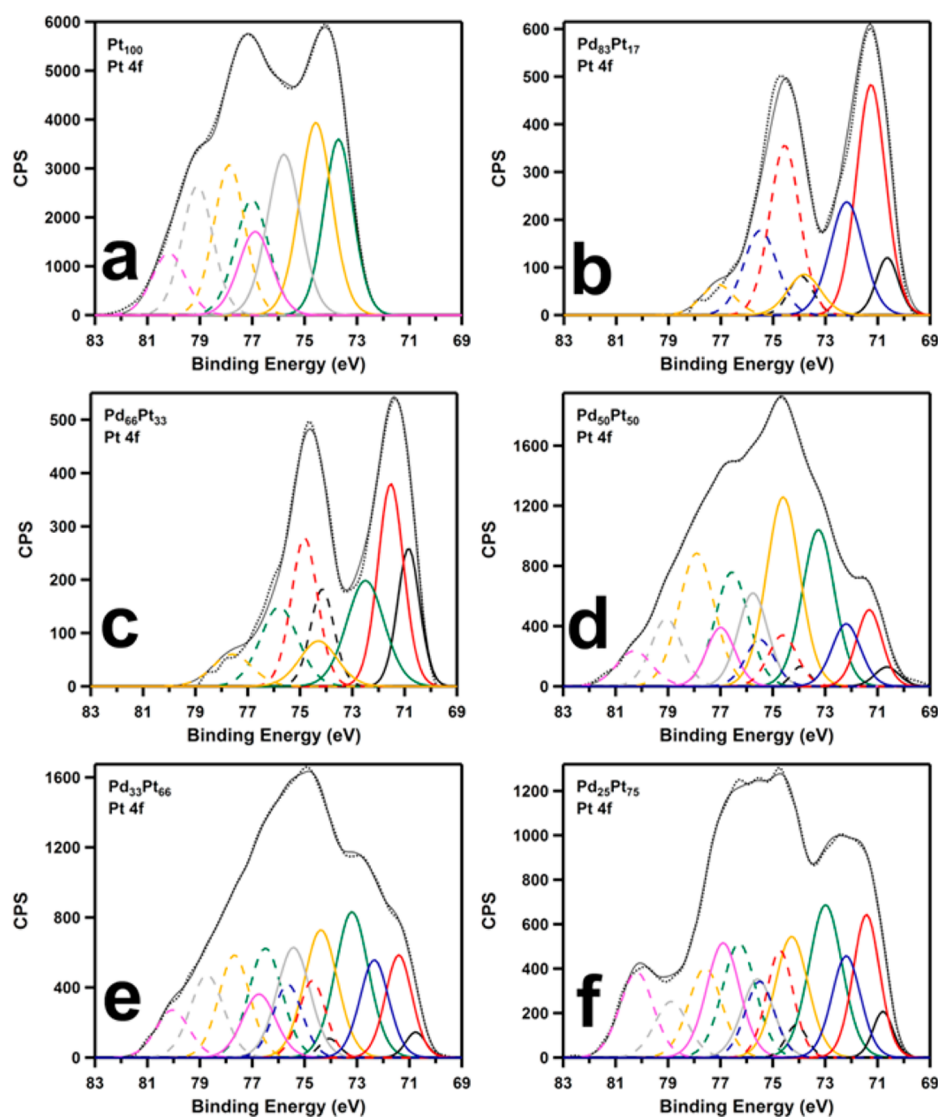 Pt100
Pt 4f
a
CPS
6000
5000
4000
3000
2000
1000
0
83 81 79 77 75 73 71 69
Binding Energy (eV)
Pd83Pt17
Pt 4f
b
CPS
600
500
400
300
200
100
0
83 81 79 77 75 73 71 69
Binding Energy (eV)
Pd66Pt33
Pt 4f
c
CPS
500
400
300
200
100
0
83 81 79 77 75 73 71 69
Binding Energy (eV)
Pd50Pt50
Pt 4f
d
CPS
1600
1200
800
400
0
83 81 79 77 75 73 71 69
Binding Energy (eV)
Pd33Pt66
Pt 4f
e
CPS
1600
1200
800
400
0
83 81 79 77 75 73 71 69
Binding Energy (eV)
Pd25Pt75
Pt 4f
f
CPS
1200
1000
800
600
400
200
0
83 81 79 77 75 73 71 69
Binding Energy (eV)